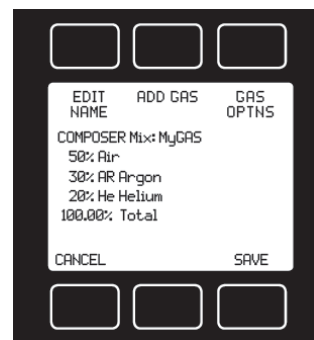 EDIT NAME ADD GAS GAS OPTNS
COMPOSER Mix: MyGAS
50% Air
30% AR Argon
20% He Helium
100.00% Total
CANCEL SAVE